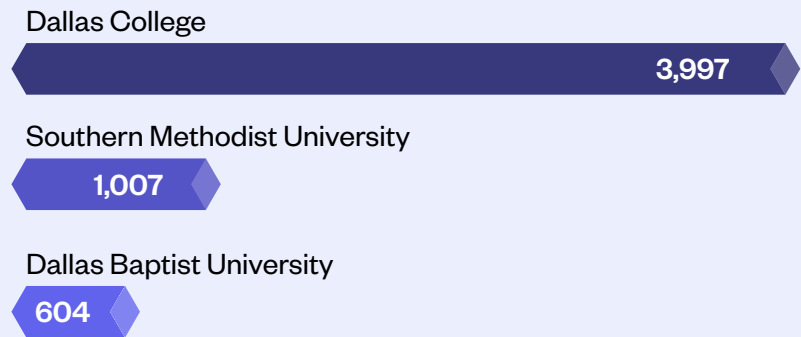 Dallas College
3,997
Southern Methodist University
1,007
Dallas Baptist University
604